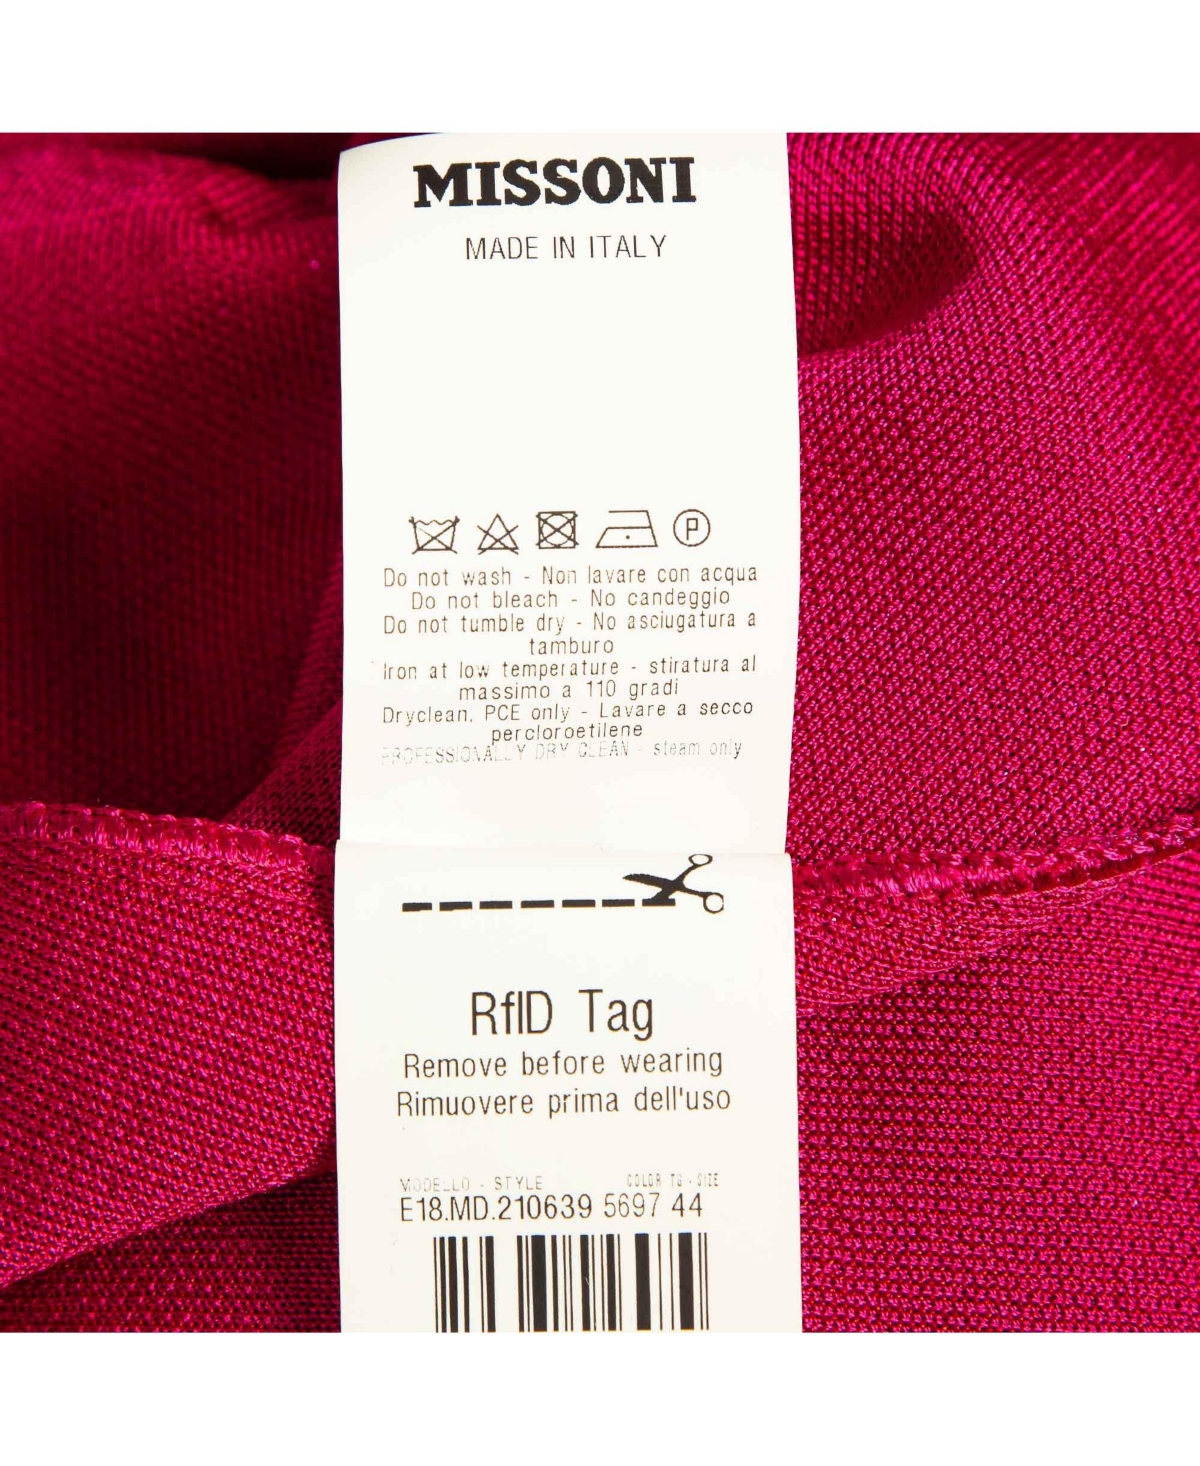 MISSONI
MADE IN ITALY
P
Do not wash - Non lavare con acqua
Do not bleach - No candeggio
Do not tumble dry - No asciugatura a
tamburo
Iron at low temperature - stiratura al
massimo a 110 gradi
Dryclean, PCE only - Lavare a secco
percloroetilene
PROFESSIONALLY DRY CLEAN - steam only
RfID Tag
Remove before wearing
Rimuovere prima dell'uso
MODELLO - STYLE COLOR TG - SIZE
E18.MD.210639 5697 44